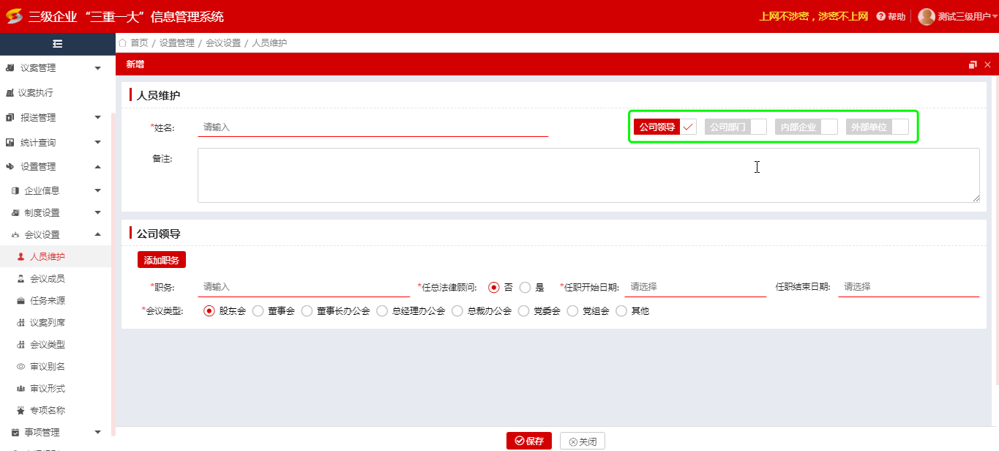 三级企业“三重一大”信息管理系统
上网不涉密，涉密不上网 帮助 测试三级用户
首页 / 设置管理 / 会议设置 / 人员维护
新增
议案管理
议案执行
报送管理
统计查询
设置管理
企业信息
制度设置
会议设置
人员维护
会议成员
任务来源
议案列席
会议类型
审议别名
审议形式
专项名称
事项管理
人员维护
*姓名: 请输入 公司领导 公司部门 内部企业 外部单位
备注:
公司领导
添加职务
*职务: 请输入 *任总法律顾问: 否 是 *任职开始日期: 请选择 任职结束日期: 请选择
*会议类型: 股东会 董事会 董事长办公会 总经理办公会 总裁办公会 党委会 党组会 其他
保存 关闭